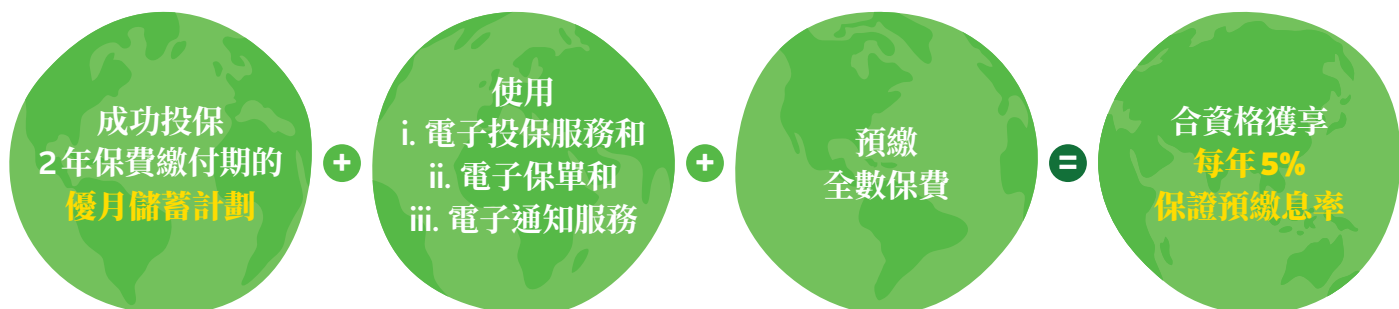 成功投保
2年保費繳付期的
優月儲蓄計劃
+
使用
i. 電子投保服務和
ii. 電子保單和
iii. 電子通知服務
+
預繳
全數保費
=
合資格獲享
每年5%
保證預繳息率